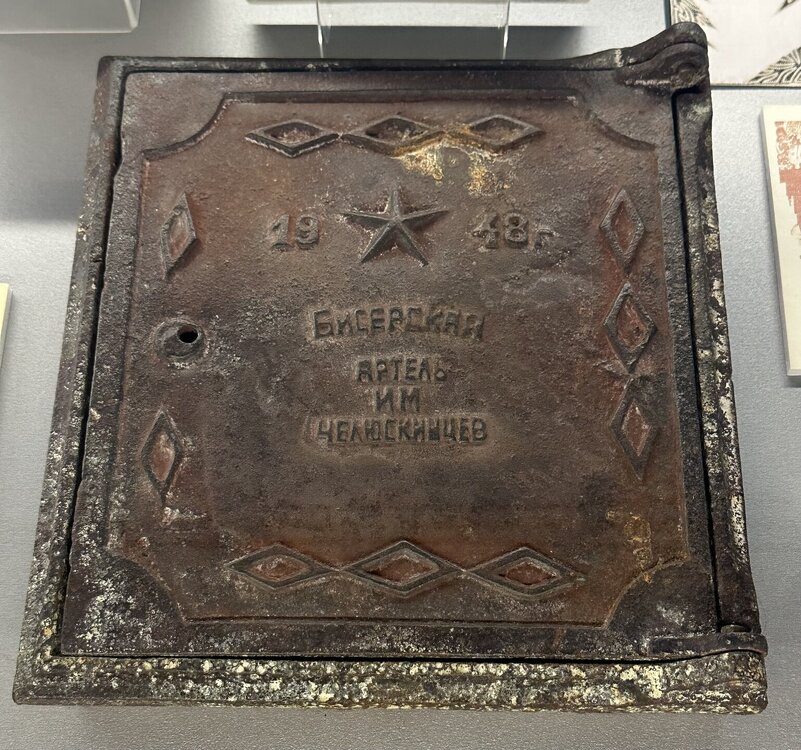 19 48г
БИСЕРСКАЯ
АРТЕЛЬ
ИМ
ЧЕЛЮСКИНЦЕВ